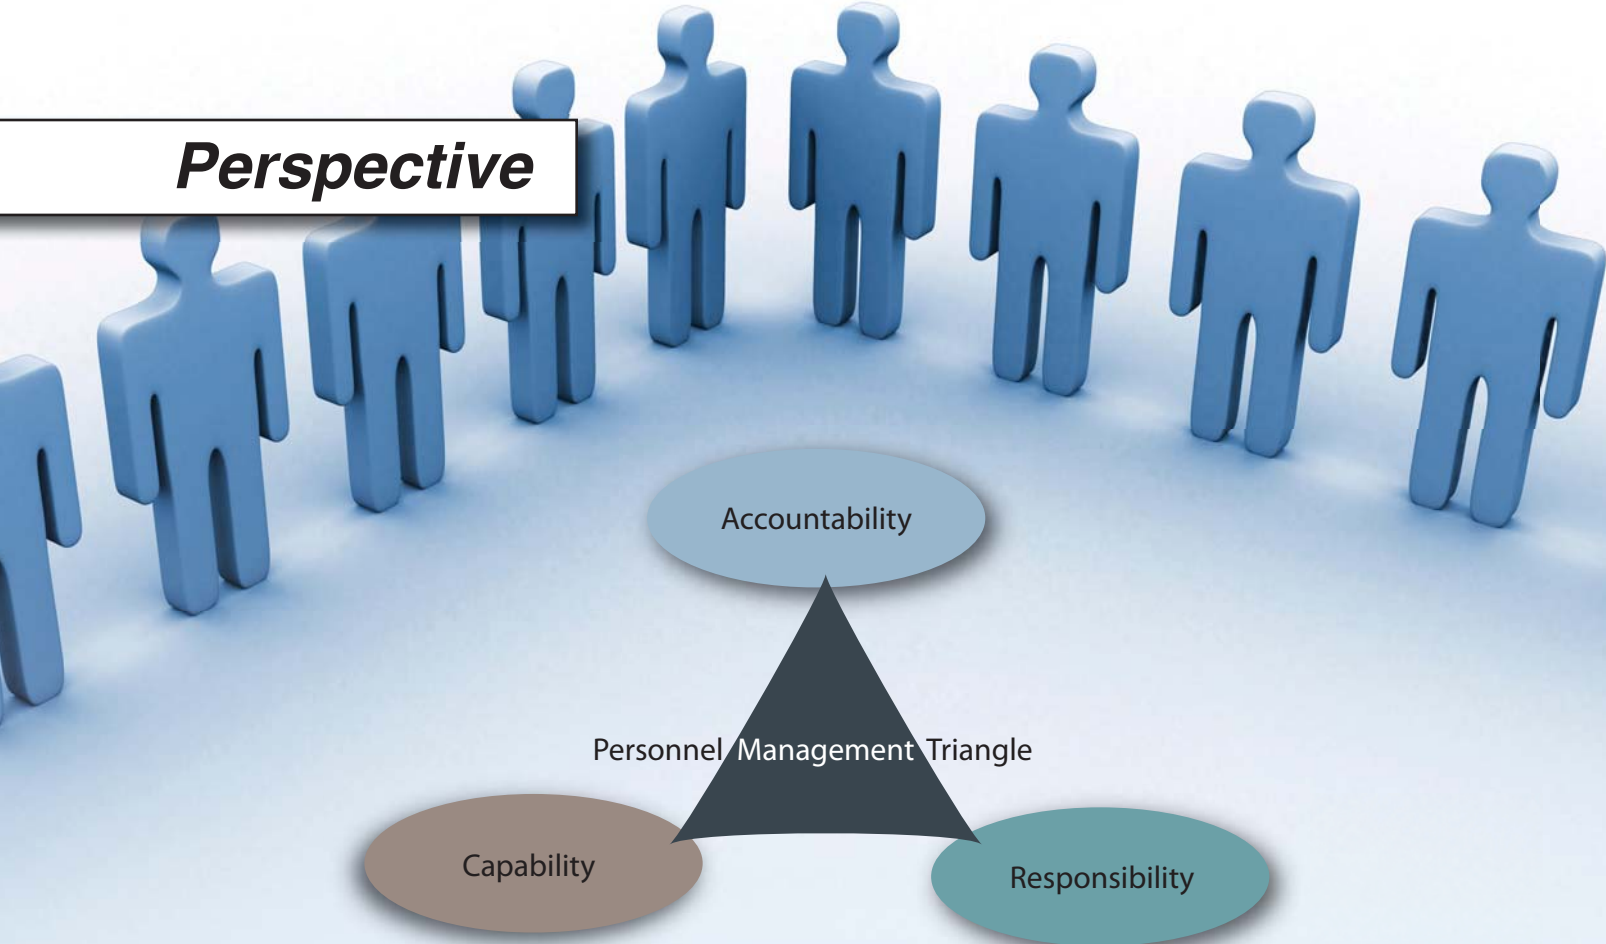 Perspective
Accountability
Personnel Management Triangle
Capability
Responsibility